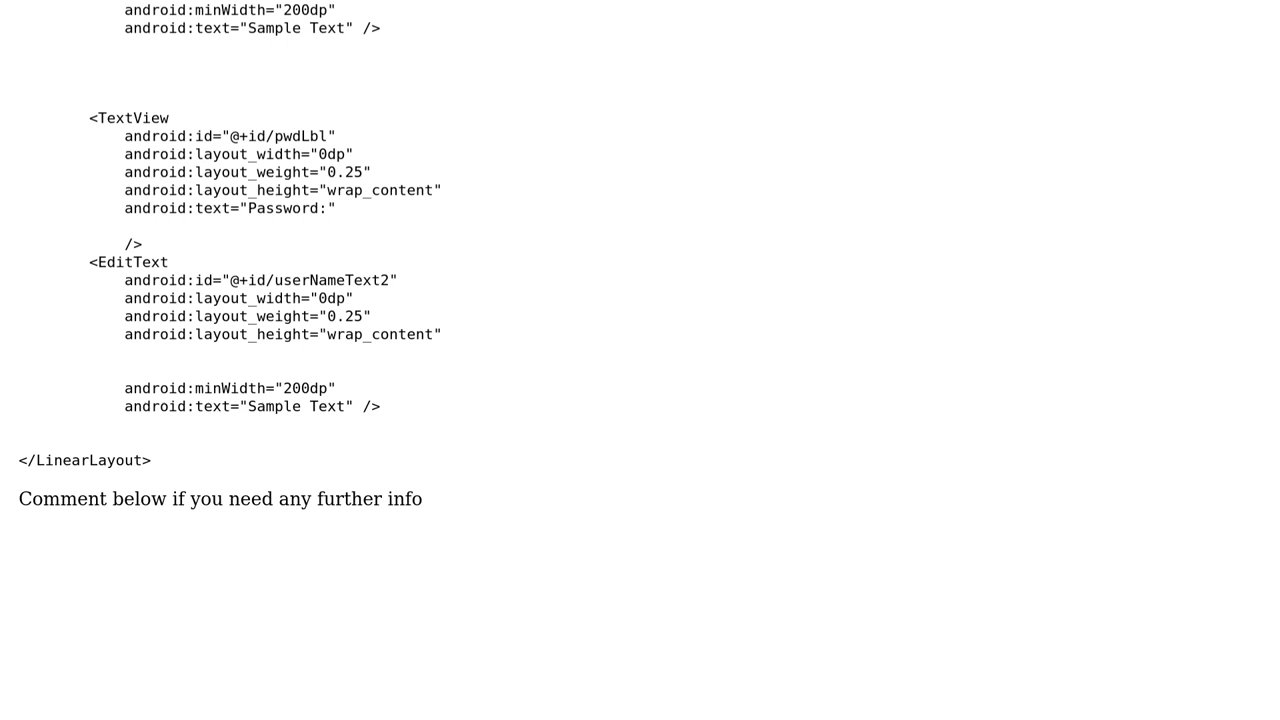 android:minWidth="200dp"
android:text="Sample Text" />
<TextView
android:id="@+id/pwdLbl"
android:layout_width="0dp"
android:layout_weight="0.25"
android:layout_height="wrap_content"
android:text="Password:"
/>
<EditText
android:id="@+id/userNameText2"
android:layout_width="0dp"
android:layout_weight="0.25"
android:layout_height="wrap_content"
android:minWidth="200dp"
android:text="Sample Text" />
</LinearLayout>
Comment below if you need any further info